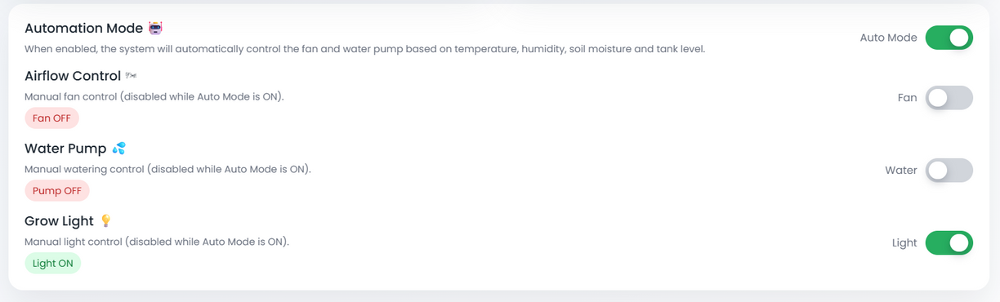 Automation Mode 🤖
When enabled, the system will automatically control the fan and water pump based on temperature, humidity, soil moisture and tank level.
Auto Mode
Airflow Control
Manual fan control (disabled while Auto Mode is ON).
Fan OFF
Fan
Water Pump 💦
Manual watering control (disabled while Auto Mode is ON).
Pump OFF
Water
Grow Light 💡
Manual light control (disabled while Auto Mode is ON).
Light ON
Light